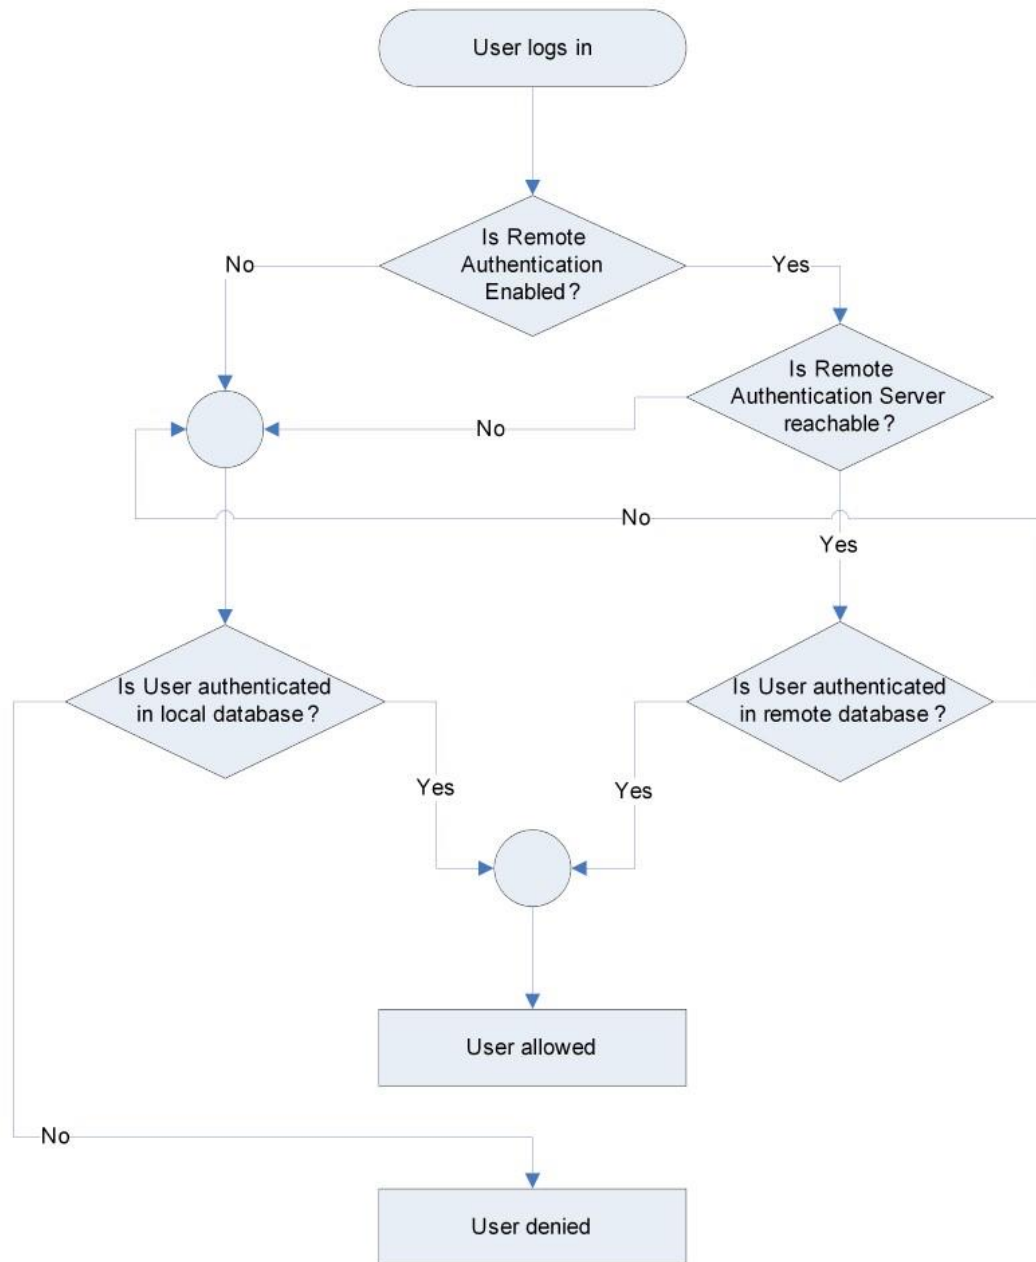 User logs in
Is Remote
Authentication
Enabled?
No
Yes
Is Remote
Authentication Server
reachable?
No
No
Yes
Is User authenticated
in local database?
Is User authenticated
in remote database?
Yes
Yes
User allowed
No
User denied